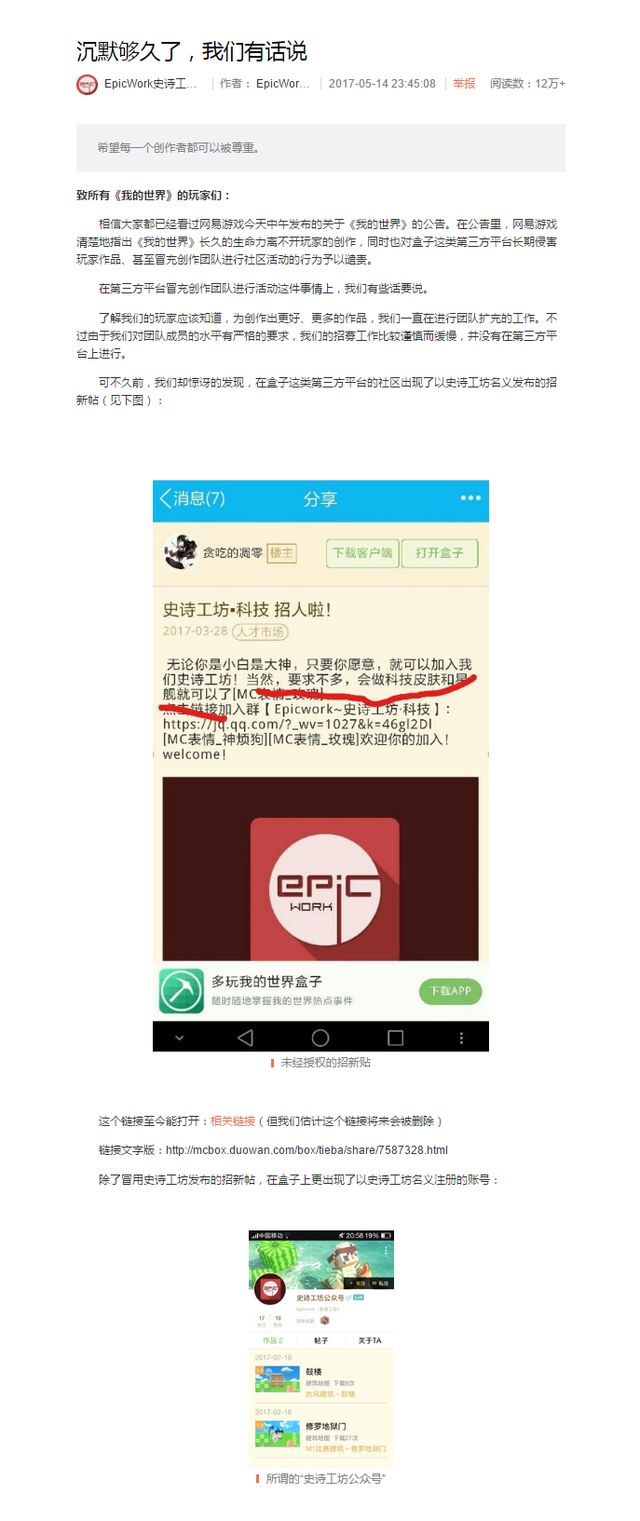 沉默够久了，我们有话说
EpicWork史诗工... 作者： EpicWor... 2017-05-14 23:45:08 举报 阅读数：12万+
希望每一个创作者都可以被尊重。
致所有《我的世界》的玩家们：
相信大家都已经看过网易游戏今天中午发布的关于《我的世界》的公告。在公告里，网易游戏
清楚地指出《我的世界》长久的生命力离不开玩家的创作，同时也对盒子这类第三方平台长期侵害
玩家作品、甚至冒充创作团队进行社区活动的行为予以谴责。
在第三方平台冒充创作团队进行活动这件事情上，我们有些话要说。
了解我们的玩家应该知道，为创作出更好、更多的作品，我们一直在进行团队扩充的工作。不
过由于我们对团队成员的水平有严格的要求，我们的招募工作比较谨慎而缓慢，并没有在第三方平
台上进行。
可不久前，我们却惊讶的发现，在盒子这类第三方平台的社区出现了以史诗工坊名义发布的招
新帖（见下图）：
消息(7) 分享
贪吃的凋零 楼主 下载客户端 打开盒子
史诗工坊▪科技 招人啦！
2017-03-28 人才市场
无论你是小白是大神，只要你愿意，就可以加入我
们史诗工坊！当然，要求不多，会做科技皮肤和星
舰就可以了[MC表情_玫瑰]
点击链接加入群【Epicwork~史诗工坊·科技】：
https://jq.qq.com/?_wv=1027&k=46gl2Dl
[MC表情_神烦狗][MC表情_玫瑰]欢迎你的加入！
welcome！
epic
WORK
多玩我的世界盒子
随时随地掌握我的世界热点事件
下载APP
未经授权的招新贴
这个链接至今能打开：相关链接（但我们估计这个链接将来会被删除）
链接文字版：http://mcbox.duowan.com/box/tieba/share/7587328.html
除了冒用史诗工坊发布的招新帖，在盒子上更出现了以史诗工坊名义注册的账号：
中国移动 20:58 19%
关注 私信
史诗工坊公众号
17 18
作品 2 帖子 关于TA
2017-02-18
鼓楼
建筑地图 下载9次
古风建筑 – 鼓楼
2017-02-16
修罗地狱门
建筑地图 下载27次
M1比赛建筑 – 修罗地狱门
所谓的“史诗工坊公众号”